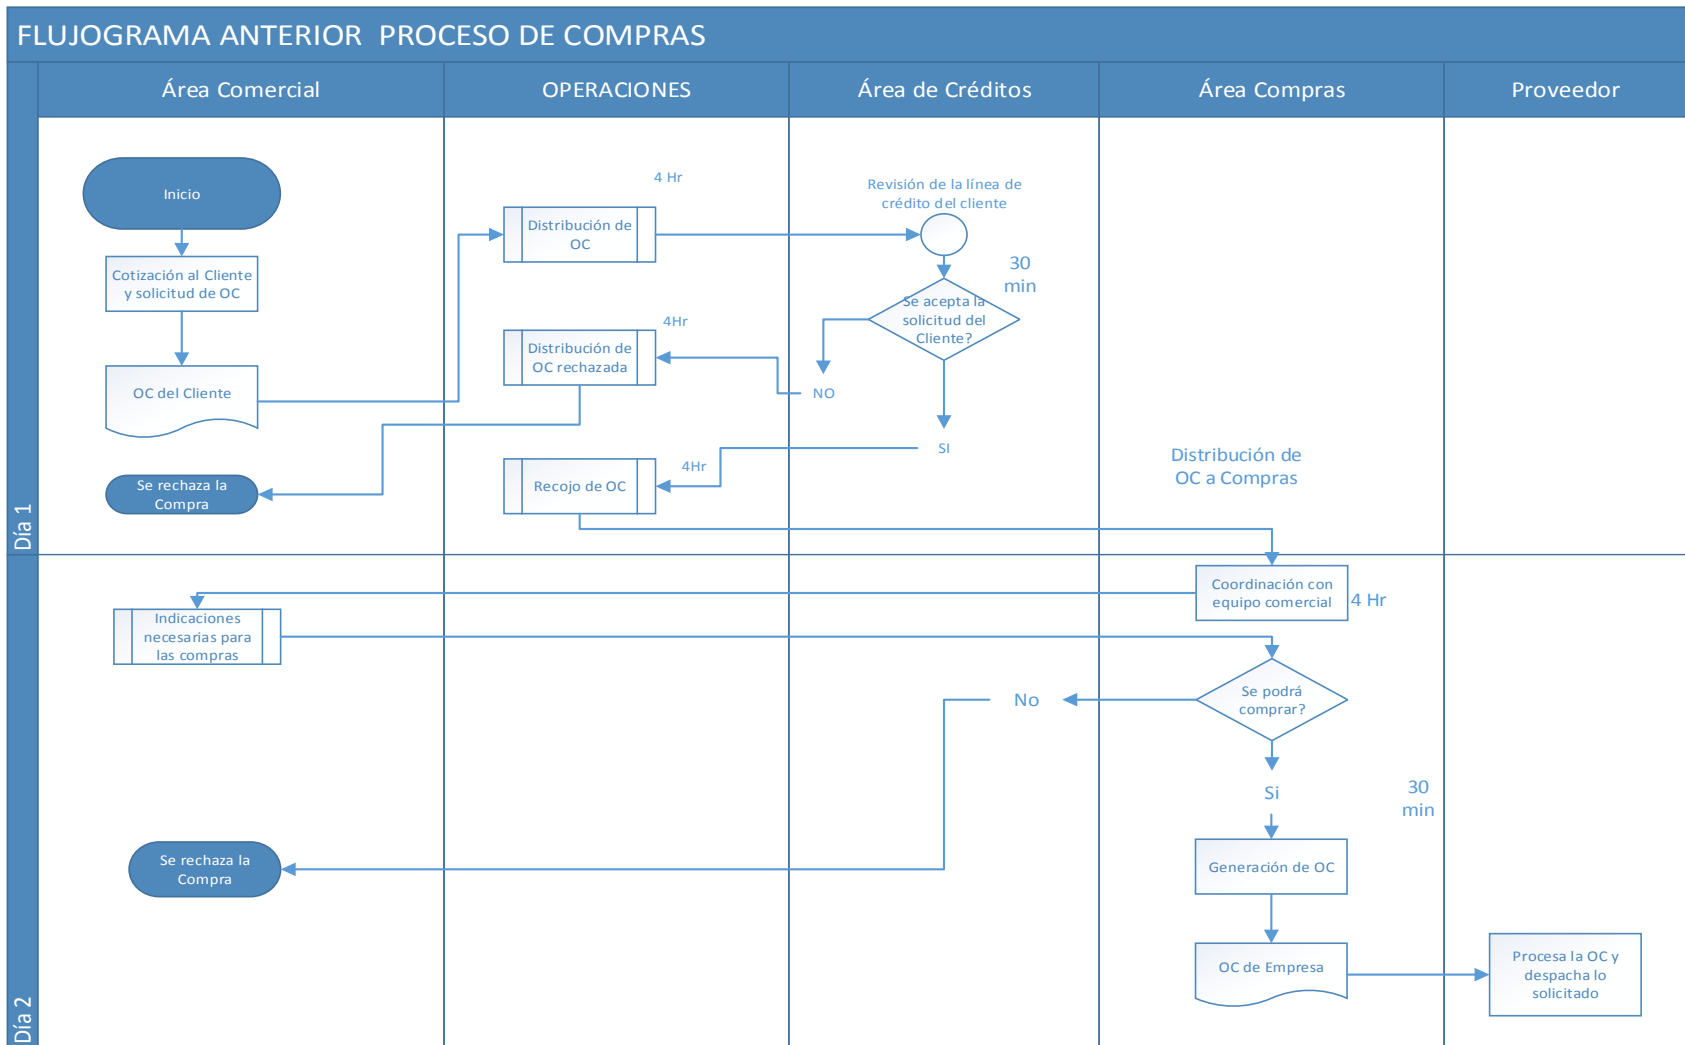 FLUJOGRAMA ANTERIOR  PROCESO DE COMPRAS
Área Comercial
OPERACIONES
Área de Créditos
Área Compras
Proveedor
Día 1
Inicio
Cotización al Cliente
y solicitud de OC
OC del Cliente
Se rechaza la
Compra
4 Hr
Distribución de
OC
4Hr
Distribución de
OC rechazada
4Hr
Recojo de OC
Revisión de la línea de
crédito del cliente
30
min
Se acepta la
solicitud del
Cliente?
NO
SI
Distribución de
OC a Compras
Día 2
Coordinación con
equipo comercial
4 Hr
Indicaciones
necesarias para
las compras
Se podrá
comprar?
No
Si
30
min
Se rechaza la
Compra
Generación de OC
OC de Empresa
Procesa la OC y
despacha lo
solicitado